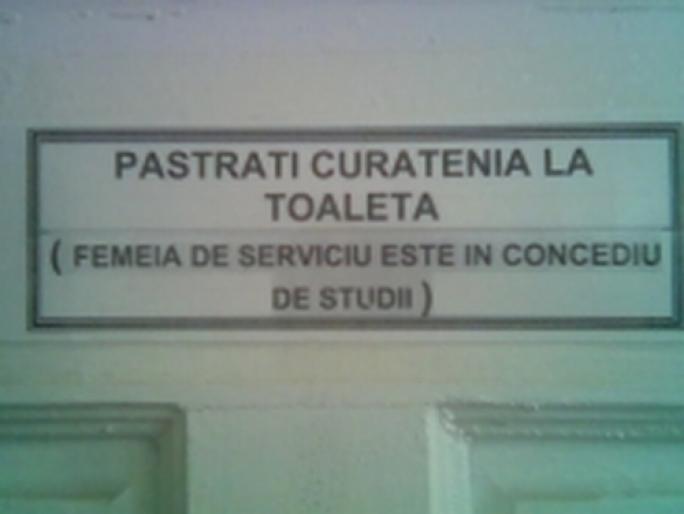 PASTRATI CURATENIA LA
TOALETA
( FEMEIA DE SERVICIU ESTE IN CONCEDIU
DE STUDII )